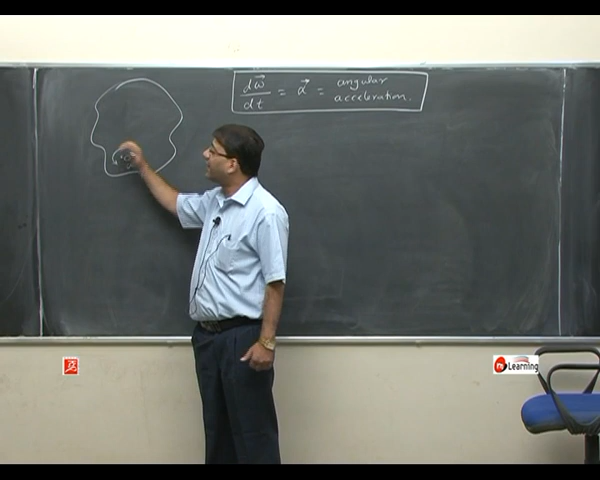 dω⃗/dt = α⃗ = angular acceleration.
Learning